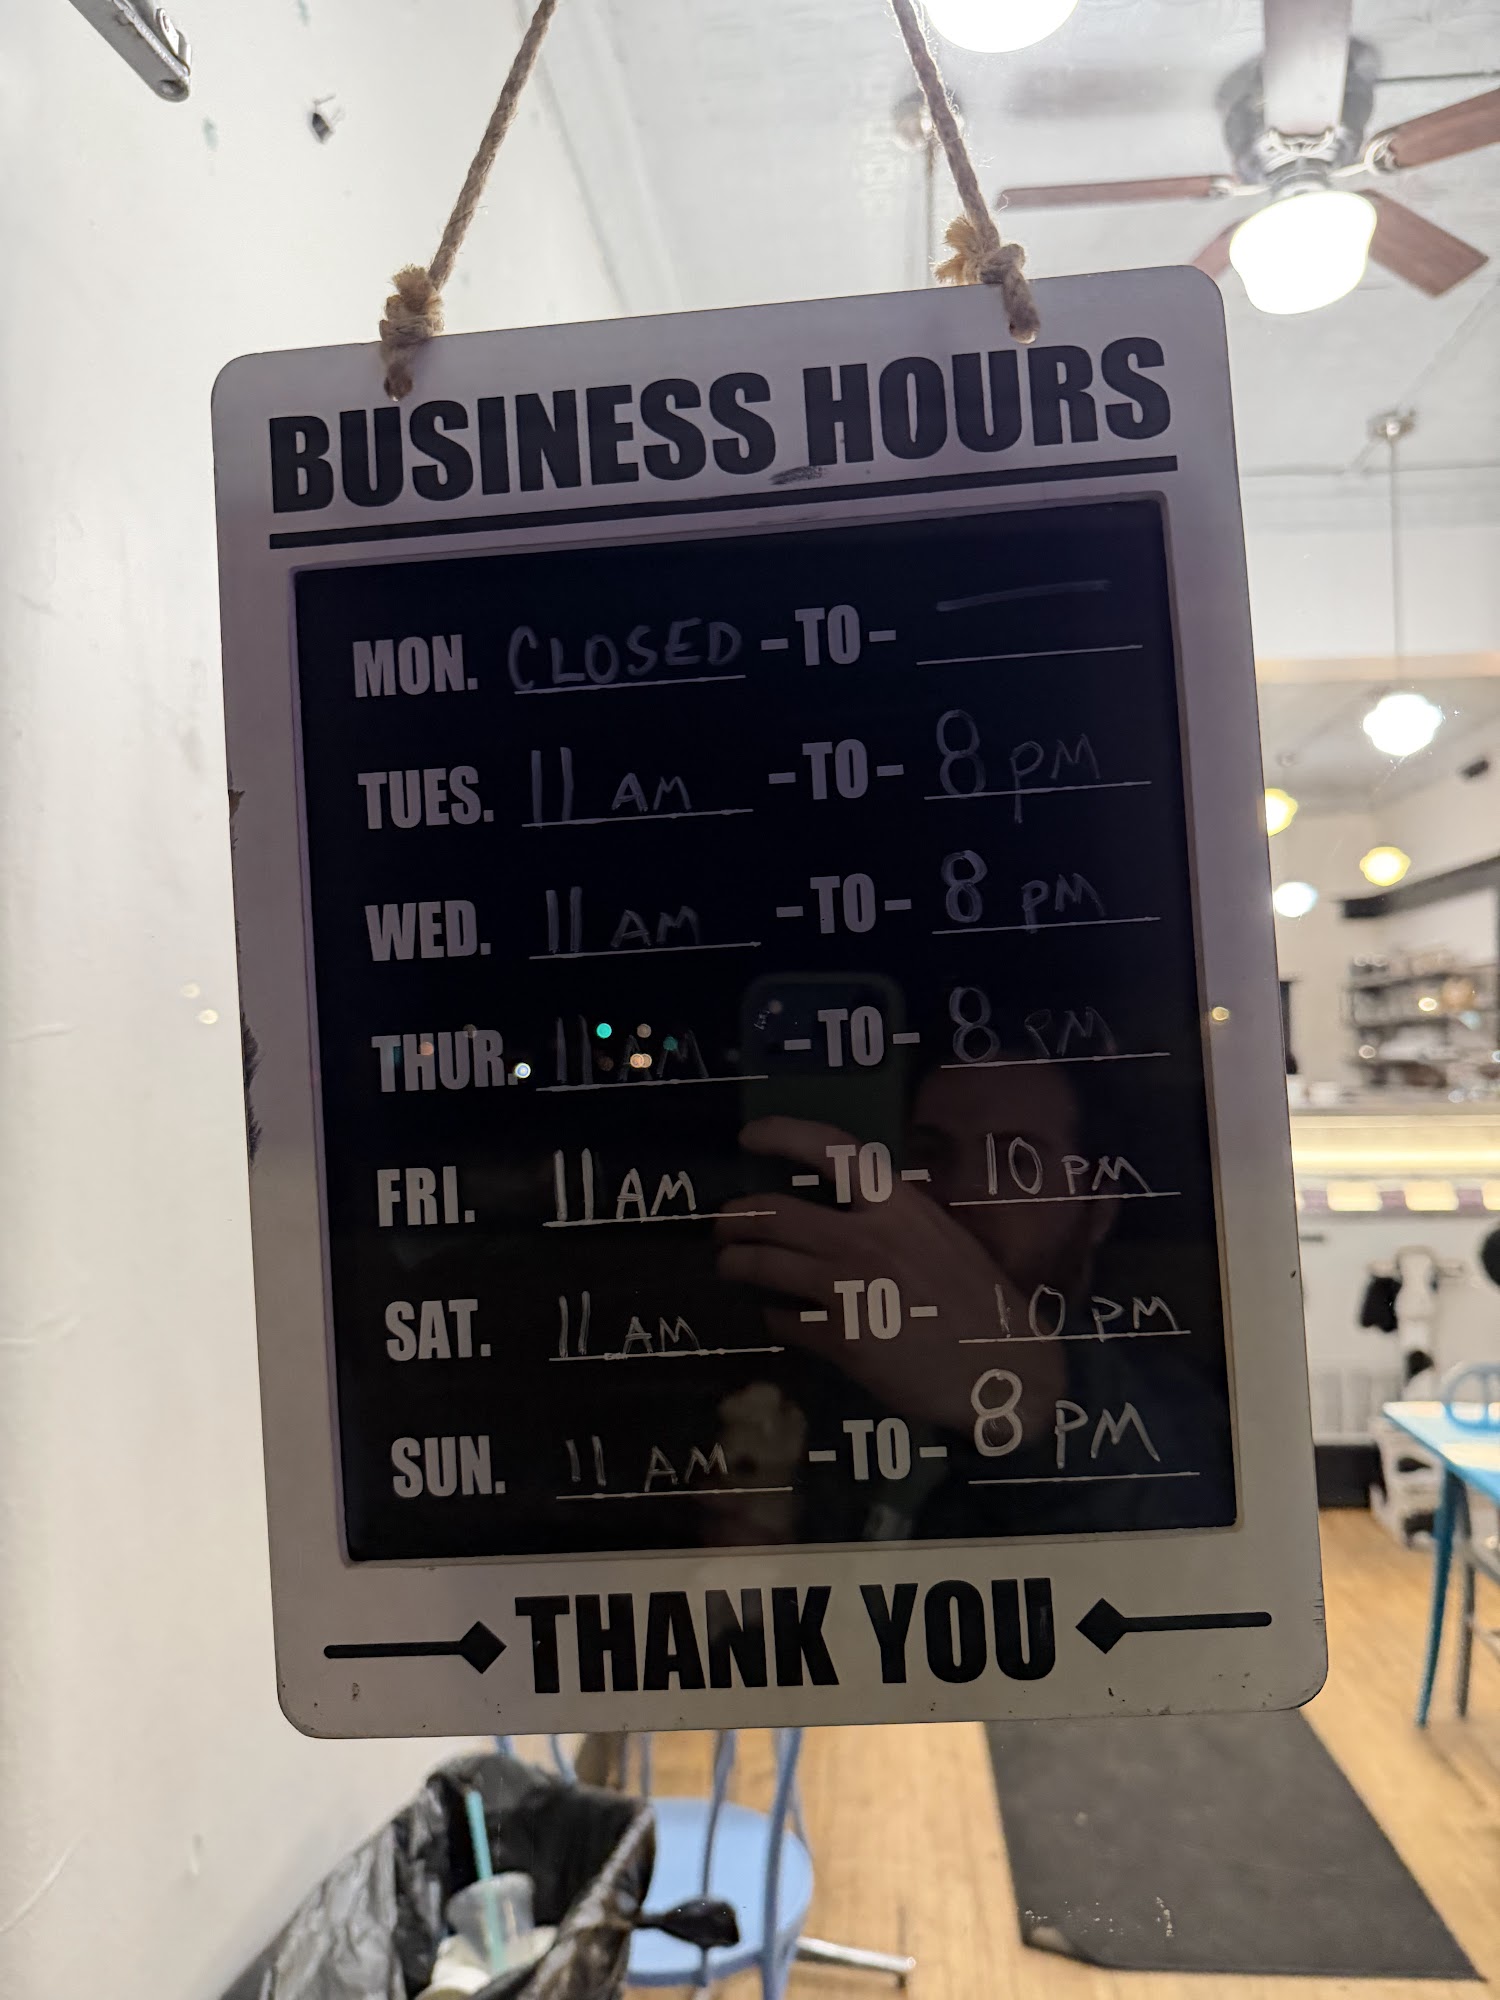 BUSINESS HOURS
MON. CLOSED -TO- —
TUES. 11 AM -TO- 8 PM
WED. 11 AM -TO- 8 PM
THUR. 11 AM -TO- 8 PM
FRI. 11 AM -TO- 10 PM
SAT. 11 AM -TO- 10 PM
SUN. 11 AM -TO- 8 PM
THANK YOU